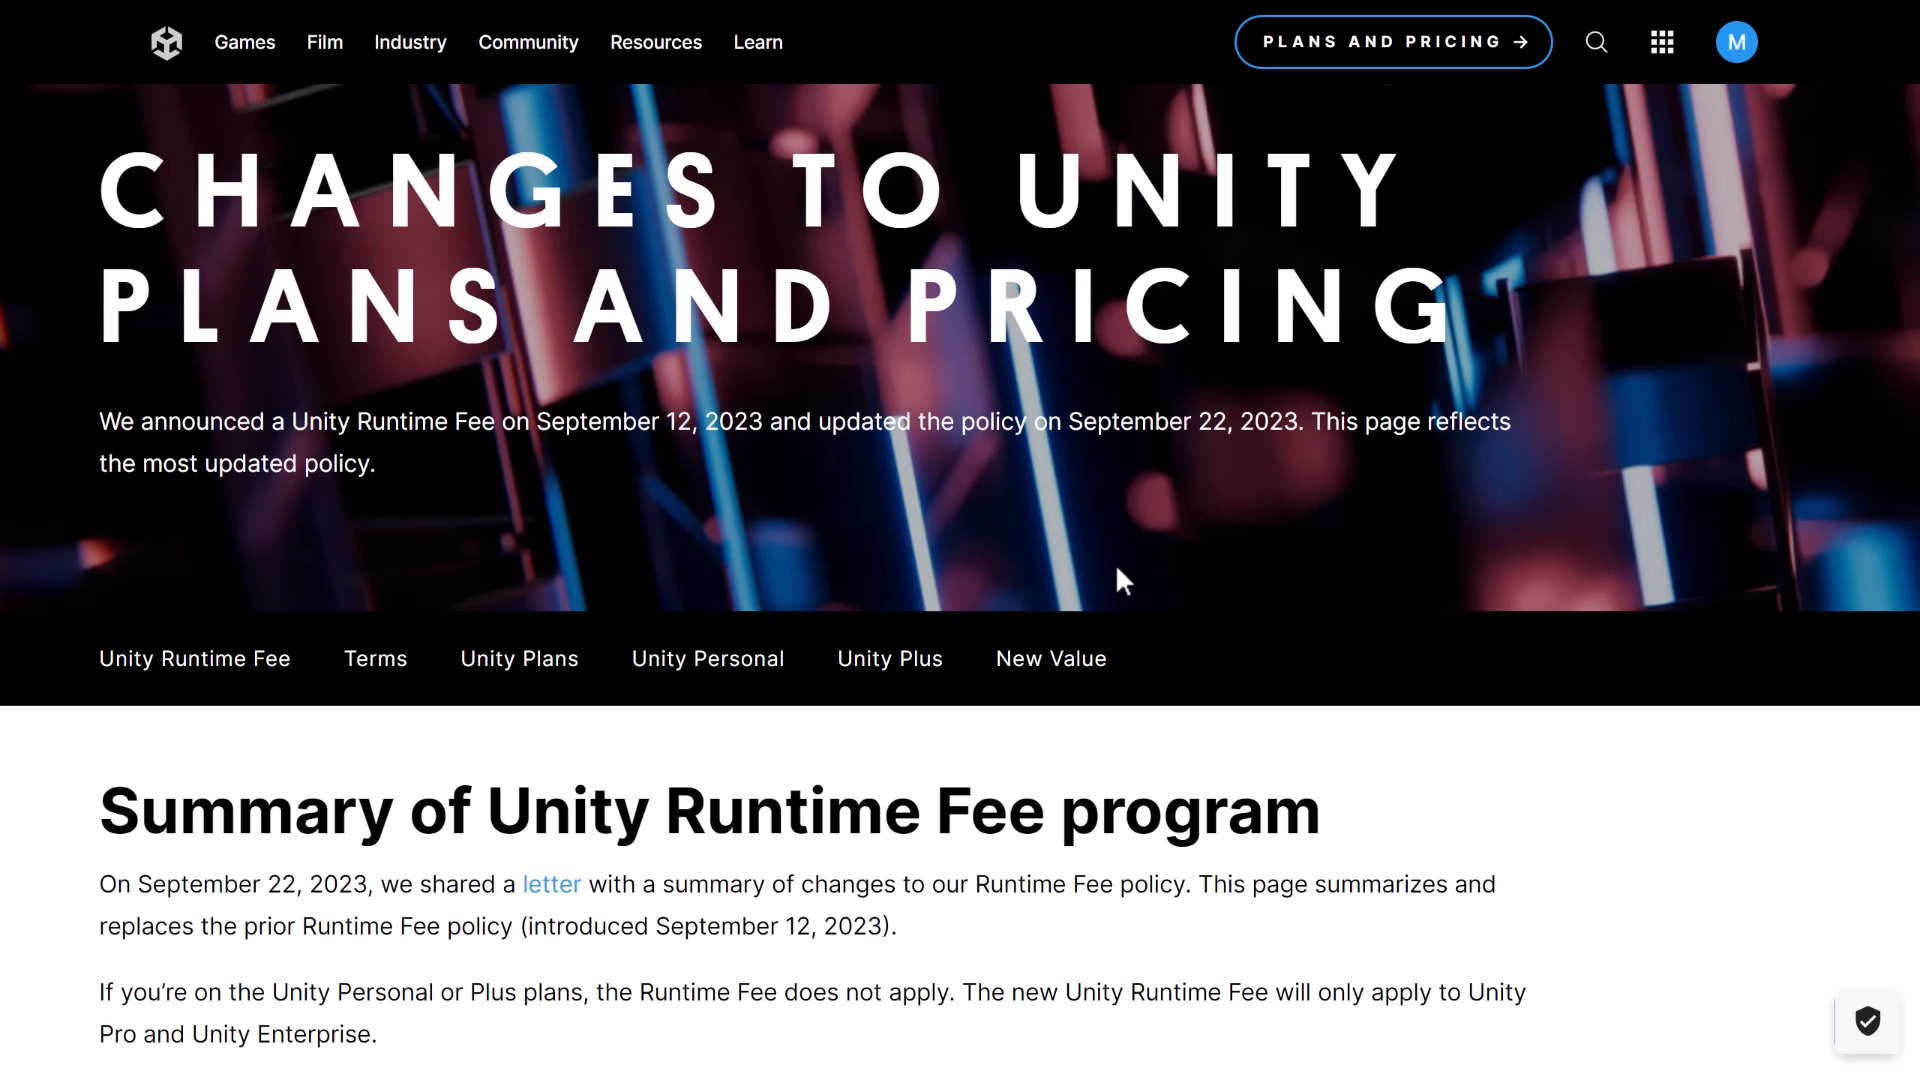 Games Film Industry Community Resources Learn PLANS AND PRICING → M
CHANGES TO UNITY
PLANS AND PRICING
We announced a Unity Runtime Fee on September 12, 2023 and updated the policy on September 22, 2023. This page reflects
the most updated policy.
Unity Runtime Fee Terms Unity Plans Unity Personal Unity Plus New Value
Summary of Unity Runtime Fee program
On September 22, 2023, we shared a letter with a summary of changes to our Runtime Fee policy. This page summarizes and
replaces the prior Runtime Fee policy (introduced September 12, 2023).
If you’re on the Unity Personal or Plus plans, the Runtime Fee does not apply. The new Unity Runtime Fee will only apply to Unity
Pro and Unity Enterprise.